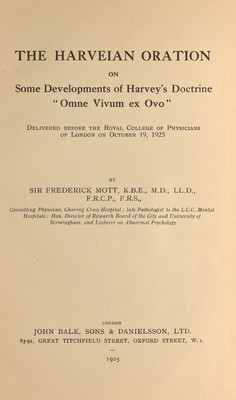 THE HARVEIAN ORATION
ON
Some Developments of Harvey's Doctrine
"Omne Vivum ex Ovo"
Delivered before the Royal College of Physicians
of London on October 19, 1925
BY
SIR FREDERICK MOTT, K.B.E., M.D., LL.D.,
F.R.C.P., F.R.S.,
Consulting Physician, Charing Cross Hospital; late Pathologist to the L.C.C. Mental
Hospitals; Hon. Director of Research Board of the City and University of
Birmingham, and Lecturer on Abnormal Psychology
LONDON
JOHN BALE, SONS & DANIELSSON, LTD.
83-91, GREAT TITCHFIELD STREET, OXFORD STREET, W. 1.
1925